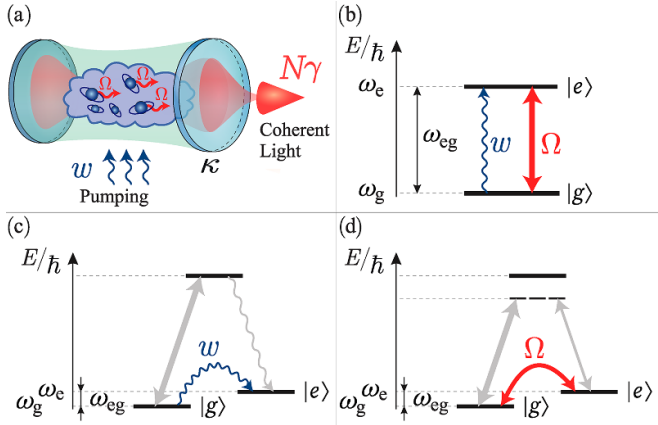 (a)
Ω
Ω
Ω
Nγ
Coherent
Light
κ
w
Pumping
(b)
E/ħ
ωe
|e⟩
ωeg
w
Ω
ωg
|g⟩
(c)
E/ħ
w
ωe
ωg
ωeg
|g⟩
|e⟩
(d)
E/ħ
Ω
ωe
ωg
ωeg
|g⟩
|e⟩